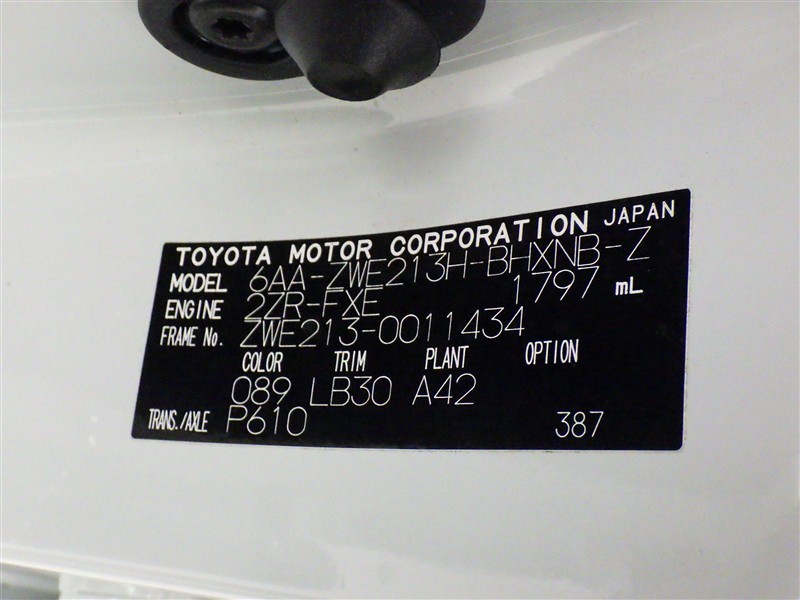 TOYOTA MOTOR CORPORATION JAPAN
MODEL 6AA-ZWE213H-BHXNB-Z
ENGINE 2ZR-FXE 1797 mL
FRAME No. ZWE213-0011434
COLOR TRIM PLANT OPTION
089 LB30 A42
TRANS./AXLE P610 387